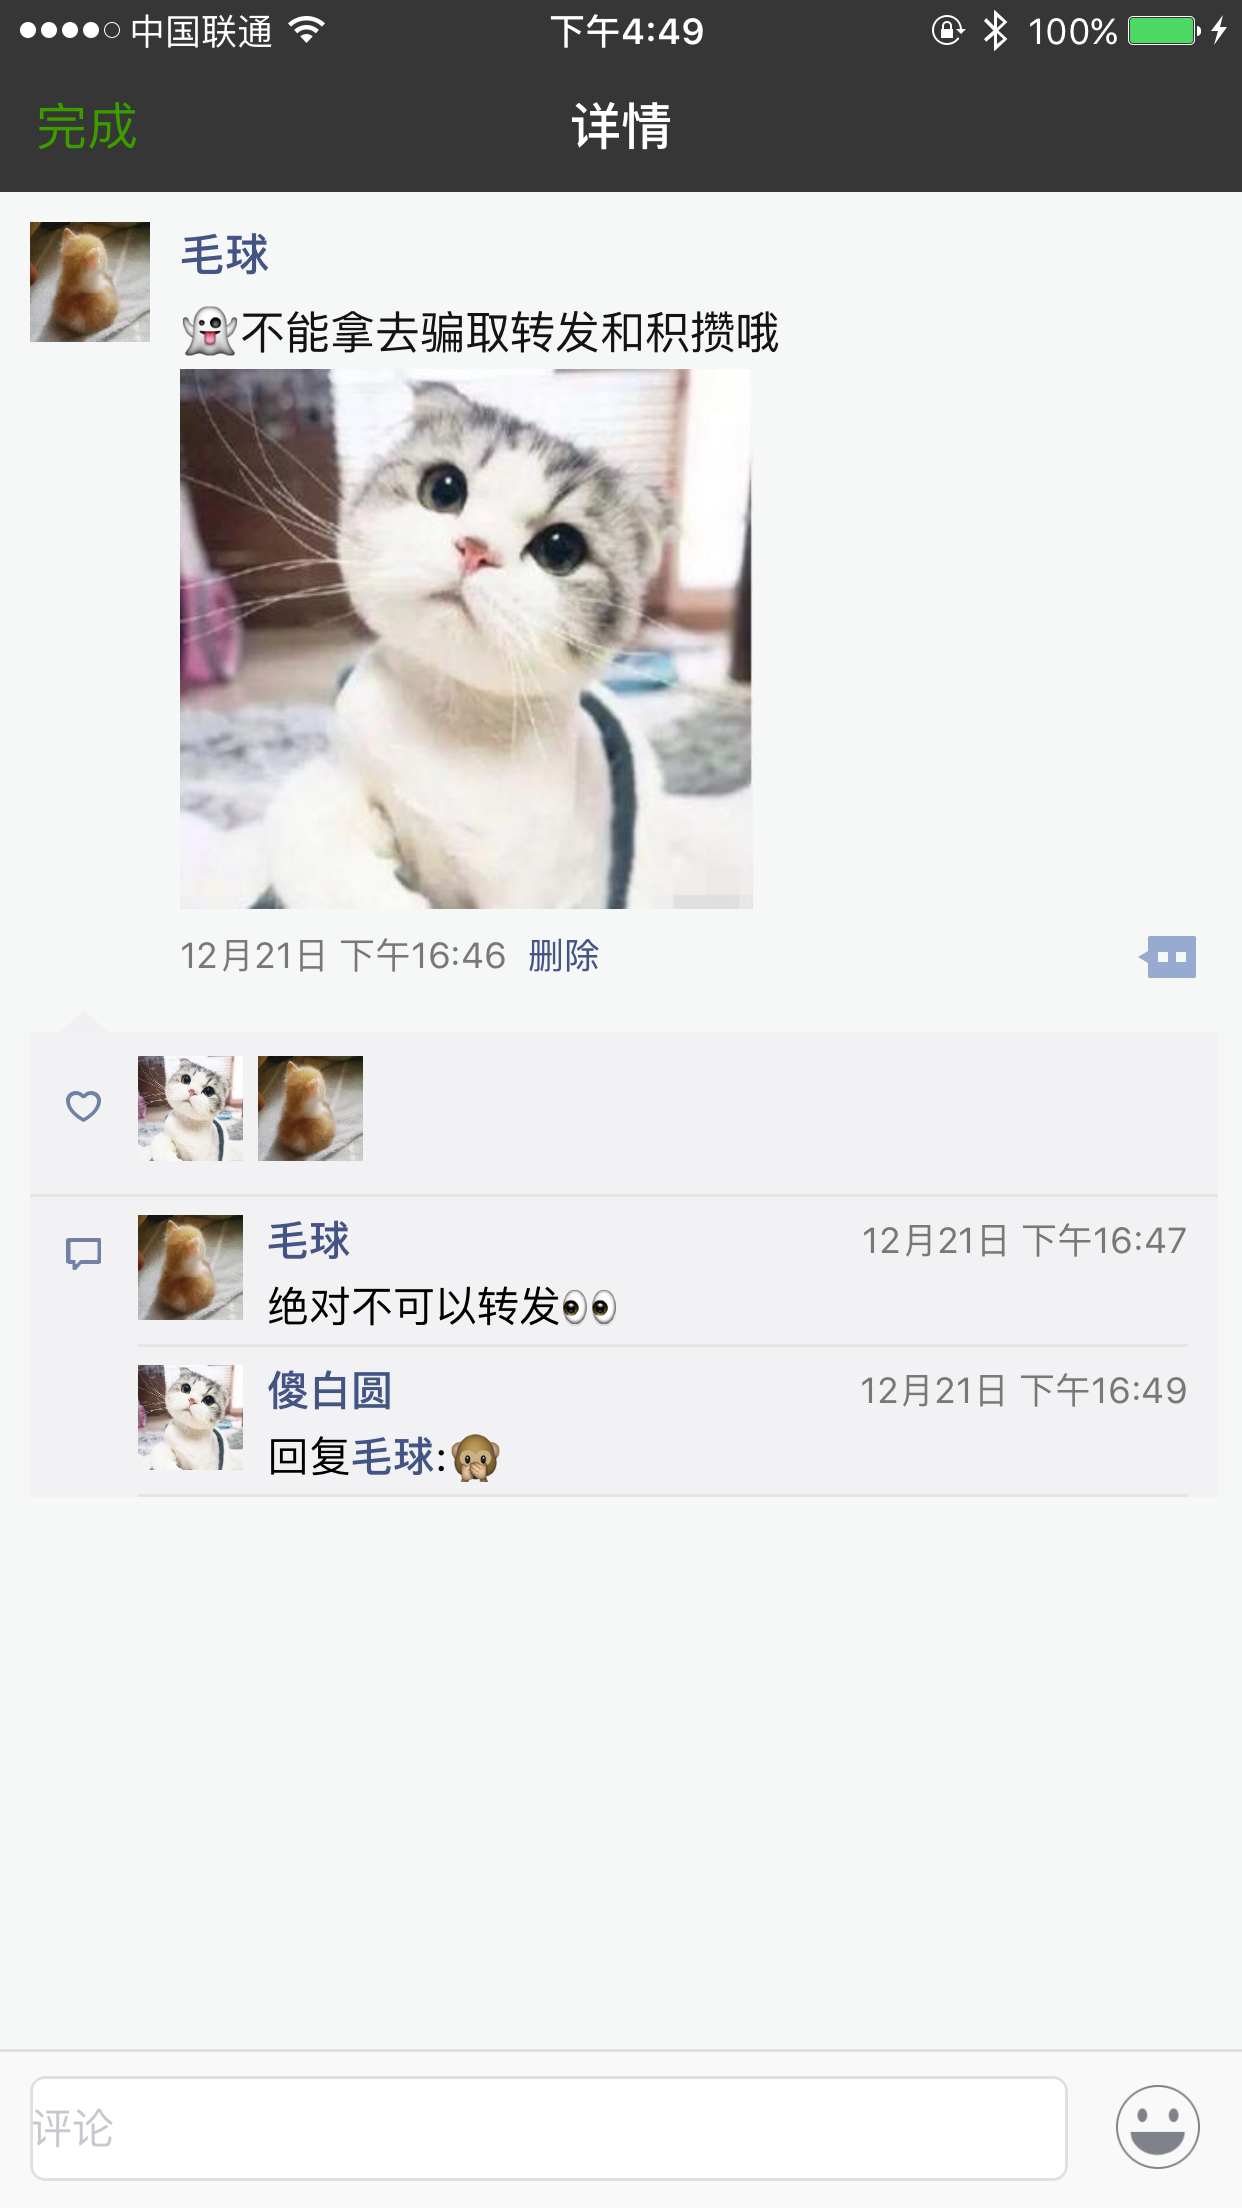 中国联通 下午4:49 100%
完成 详情
毛球
👻不能拿去骗取转发和积攒哦
12月21日 下午16:46 删除
毛球 12月21日 下午16:47
绝对不可以转发👀
傻白圆 12月21日 下午16:49
回复毛球:🙊
评论